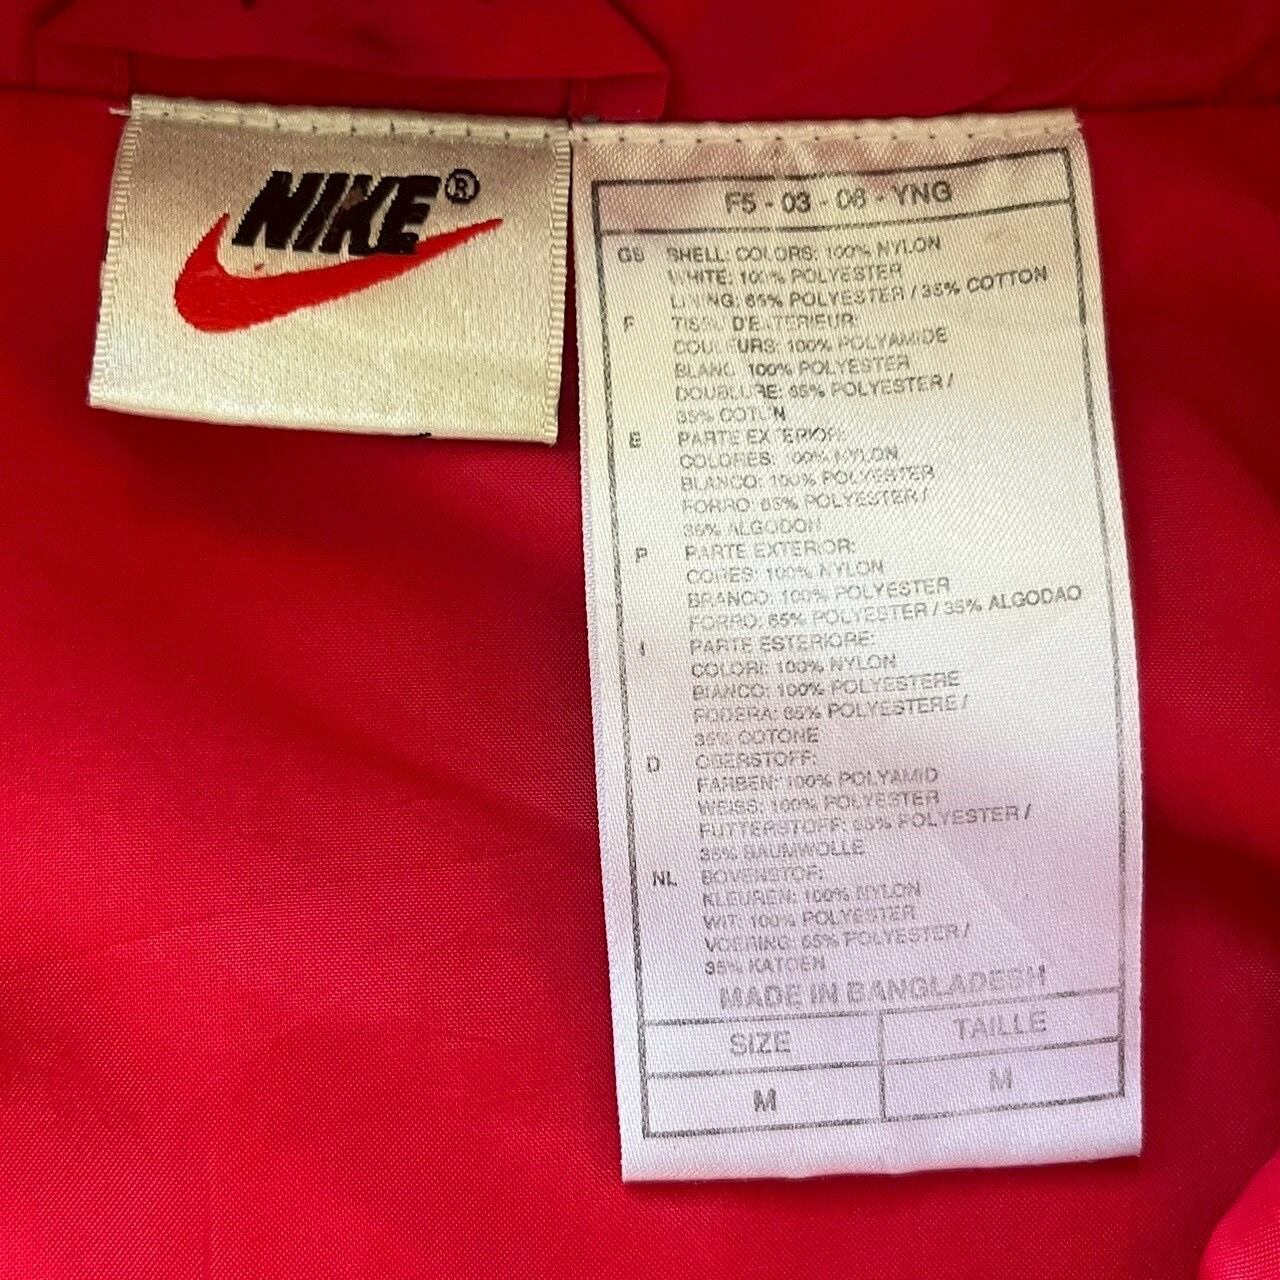 NIKE®
F5 - 03 - 08 - YNG
GB SHELL: COLORS: 100% NYLON
WHITE: 100% POLYESTER
LINING: 65% POLYESTER / 35% COTTON
F TISSU D'EXTERIEUR:
COULEURS: 100% POLYAMIDE
BLANC: 100% POLYESTER
DOUBLURE: 65% POLYESTER /
35% COTON
E PARTE EXTERIOR:
COLORES: 100% NYLON
BLANCO: 100% POLYESTER
FORRO: 65% POLYESTER /
35% ALGODON
P PARTE EXTERIOR:
CORES: 100% NYLON
BRANCO: 100% POLYESTER
FORRO: 65% POLYESTER / 35% ALGODAO
I PARTE ESTERIORE:
COLORI: 100% NYLON
BIANCO: 100% POLYESTERE
FODERA: 65% POLYESTERE /
35% COTONE
D OBERSTOFF:
FARBEN: 100% POLYAMID
WEISS: 100% POLYESTER
FUTTERSTOFF: 65% POLYESTER /
35% BAUMWOLLE
NL BOVENSTOF:
KLEUREN: 100% NYLON
WIT: 100% POLYESTER
VOERING: 65% POLYESTER /
35% KATOEN
MADE IN BANGLADESH
SIZE TAILLE
M M